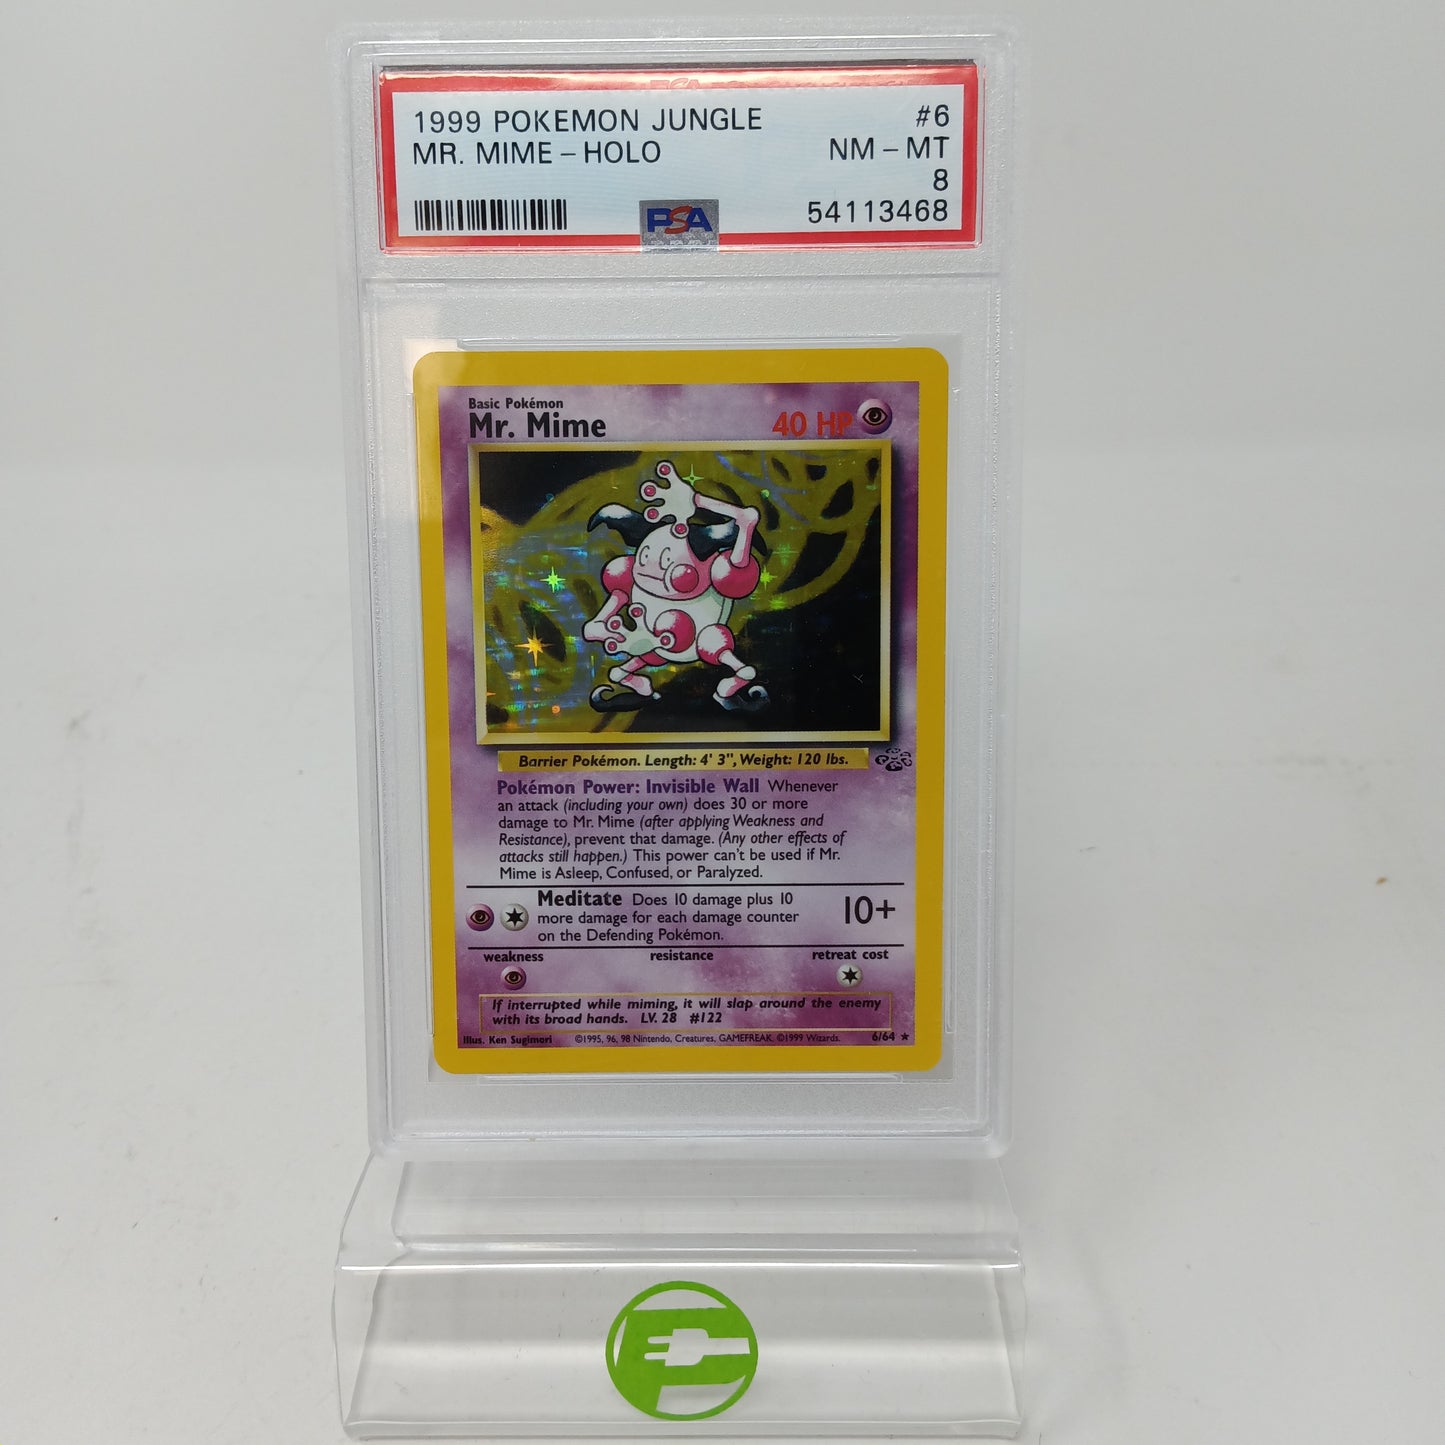 1999 POKEMON JUNGLE #6
MR. MIME – HOLO NM – MT
8
PSA 54113468
Basic Pokémon
Mr. Mime 40 HP
Barrier Pokémon. Length: 4' 3", Weight: 120 lbs.
Pokémon Power: Invisible Wall Whenever
an attack (including your own) does 30 or more
damage to Mr. Mime (after applying Weakness and
Resistance), prevent that damage. (Any other effects of
attacks still happen.) This power can't be used if Mr.
Mime is Asleep, Confused, or Paralyzed.
Meditate Does 10 damage plus 10
more damage for each damage counter
on the Defending Pokémon.
10+
weakness resistance retreat cost
If interrupted while miming, it will slap around the enemy
with its broad hands. LV. 28 #122
Illus. Ken Sugimori ©1995, 96, 98 Nintendo, Creatures, GAMEFREAK. ©1999 Wizards. 6/64 ★